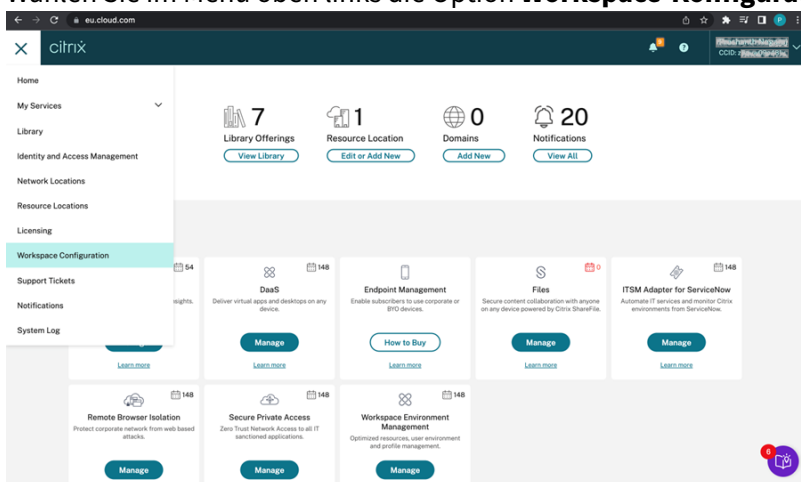 Wählen Sie im Menü oben links die Option Workspace-Konfigura
eu.cloud.com
P
citrix
CCID:
Home
My Services
Library
Identity and Access Management
Network Locations
Resource Locations
Licensing
Workspace Configuration
Support Tickets
Notifications
System Log
7
Library Offerings
View Library
1
Resource Location
Edit or Add New
0
Domains
Add New
20
Notifications
View All
54
sights.
Manage
Learn more
148
DaaS
Deliver virtual apps and desktops on any
device.
Manage
Learn more
Endpoint Management
Enable subscribers to use corporate or
BYO devices.
How to Buy
Learn more
0
Files
Secure content collaboration with anyone
on any device powered by Citrix ShareFile.
Manage
Learn more
148
ITSM Adapter for ServiceNow
Automate IT services and monitor Citrix
environments from ServiceNow.
Manage
Learn more
148
Remote Browser Isolation
Protect corporate network from web based
attacks.
Manage
148
Secure Private Access
Zero Trust Network Access to all IT
sanctioned applications.
Manage
148
Workspace Environment
Management
Optimized resources, user environment
and profile management.
Manage
6